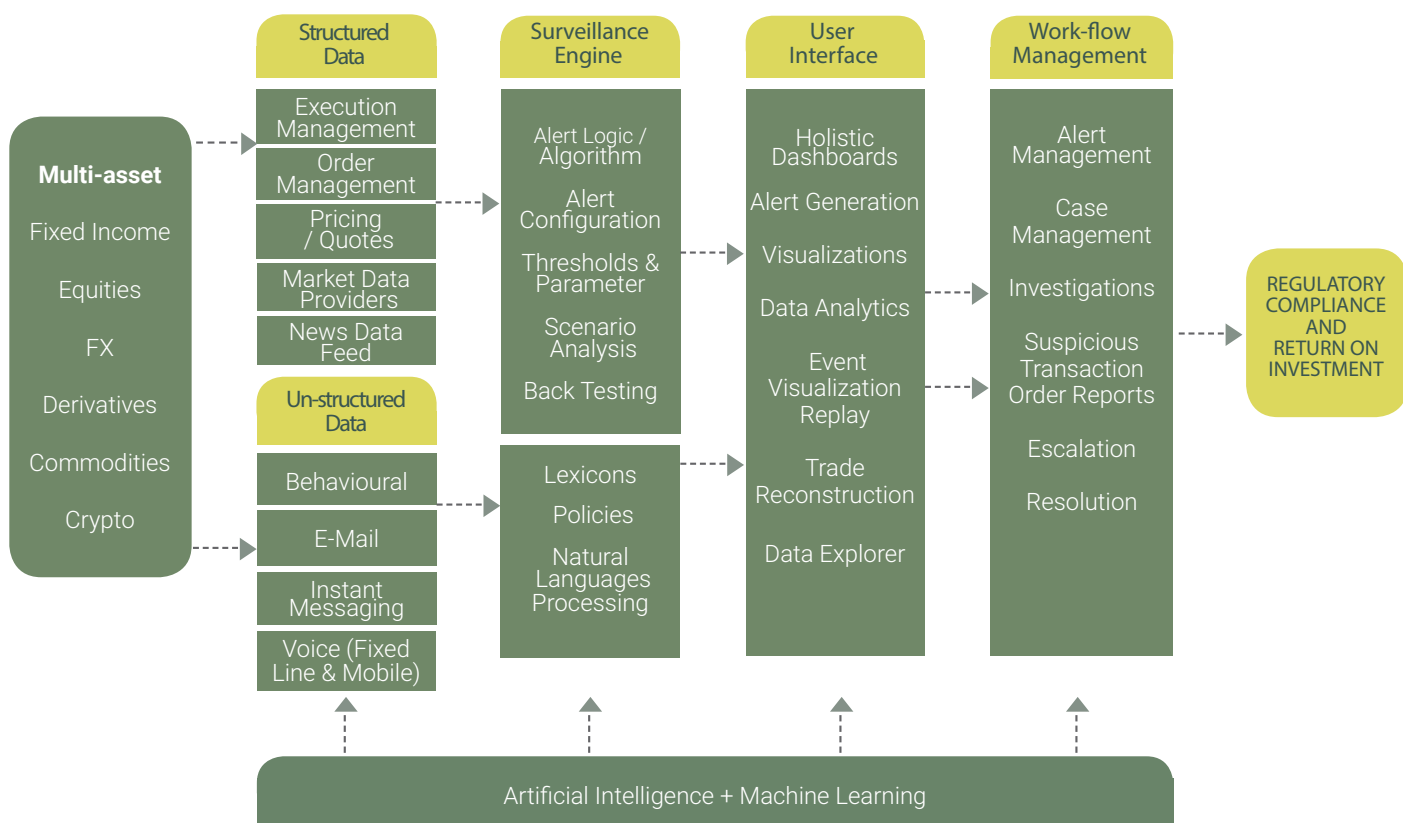 Multi-asset
Fixed Income
Equities
FX
Derivatives
Commodities
Crypto
Structured
Data
Execution
Management
Order
Management
Pricing
/ Quotes
Market Data
Providers
News Data
Feed
Un-structured
Data
Behavioural
E-Mail
Instant
Messaging
Voice (Fixed
Line & Mobile)
Surveillance
Engine
Alert Logic /
Algorithm
Alert
Configuration
Thresholds &
Parameter
Scenario
Analysis
Back Testing
Lexicons
Policies
Natural
Languages
Processing
User
Interface
Holistic
Dashboards
Alert Generation
Visualizations
Data Analytics
Event
Visualization
Replay
Trade
Reconstruction
Data Explorer
Work-flow
Management
Alert
Management
Case
Management
Investigations
Suspicious
Transaction
Order Reports
Escalation
Resolution
REGULATORY
COMPLIANCE
AND
RETURN ON
INVESTMENT
Artificial Intelligence + Machine Learning